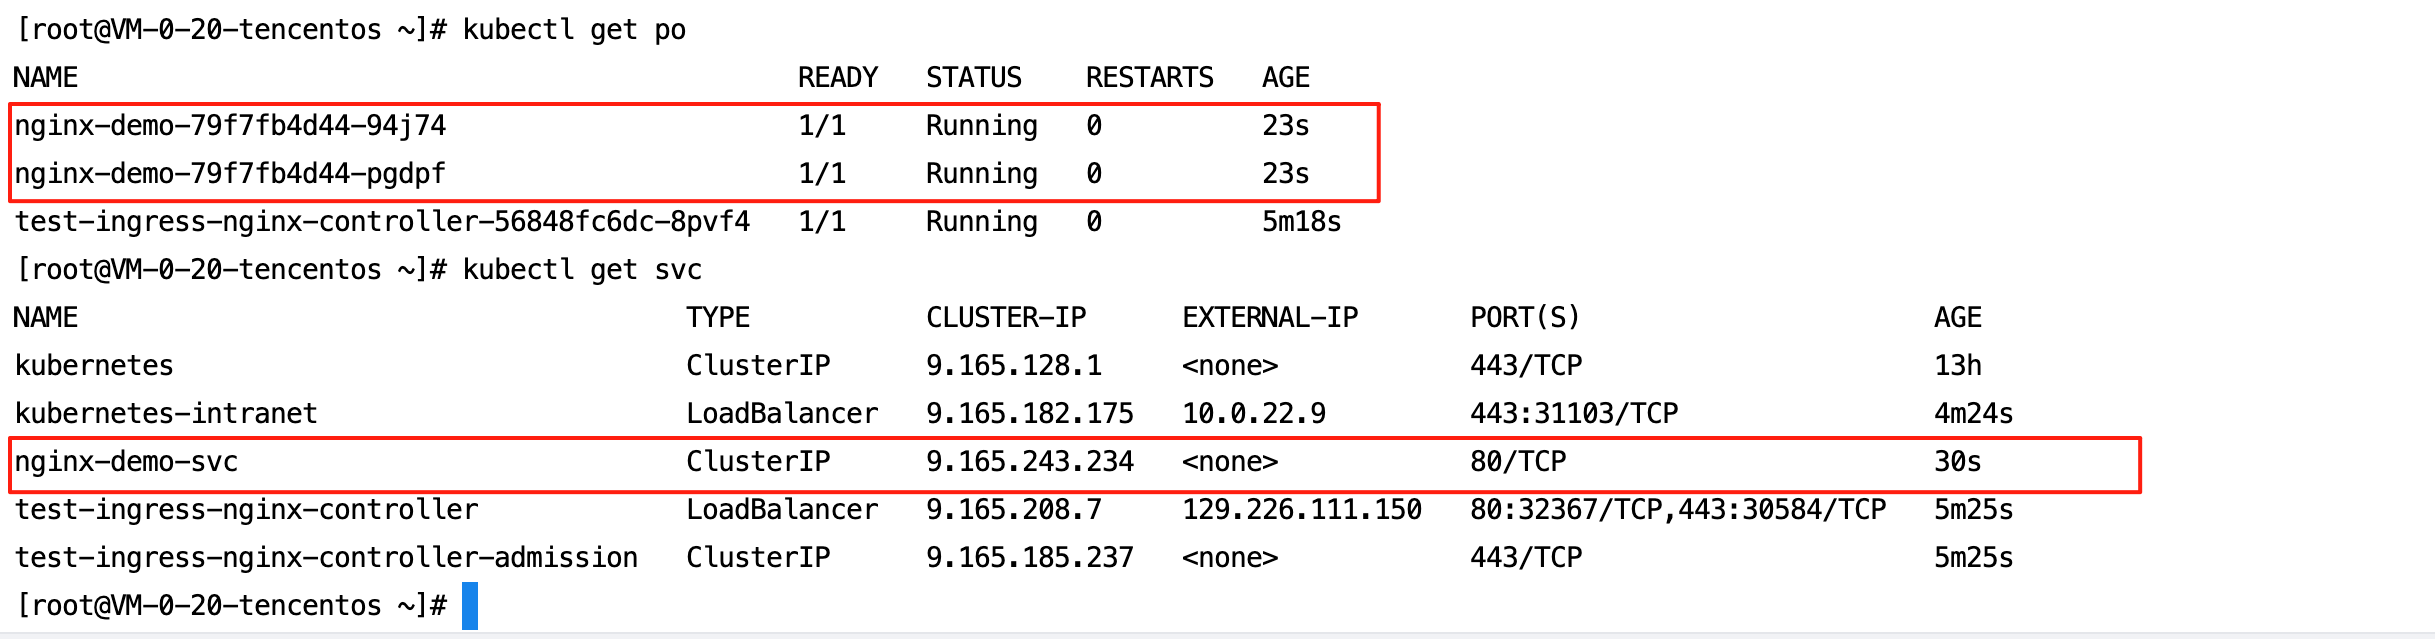 [root@VM-0-20-tencentos ~]# kubectl get po
NAME READY STATUS RESTARTS AGE
nginx-demo-79f7fb4d44-94j74 1/1 Running 0 23s
nginx-demo-79f7fb4d44-pgdpf 1/1 Running 0 23s
test-ingress-nginx-controller-56848fc6dc-8pvf4 1/1 Running 0 5m18s
[root@VM-0-20-tencentos ~]# kubectl get svc
NAME TYPE CLUSTER-IP EXTERNAL-IP PORT(S) AGE
kubernetes ClusterIP 9.165.128.1 <none> 443/TCP 13h
kubernetes-intranet LoadBalancer 9.165.182.175 10.0.22.9 443:31103/TCP 4m24s
nginx-demo-svc ClusterIP 9.165.243.234 <none> 80/TCP 30s
test-ingress-nginx-controller LoadBalancer 9.165.208.7 129.226.111.150 80:32367/TCP,443:30584/TCP 5m25s
test-ingress-nginx-controller-admission ClusterIP 9.165.185.237 <none> 443/TCP 5m25s
[root@VM-0-20-tencentos ~]#